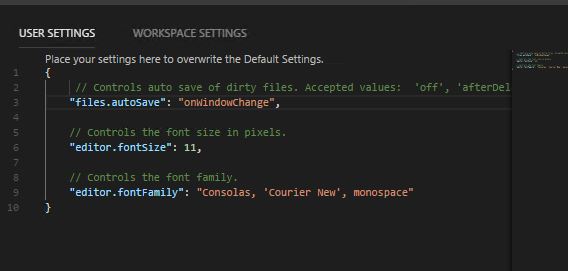 USER SETTINGS WORKSPACE SETTINGS
Place your settings here to overwrite the Default Settings.
1 {
2 // Controls auto save of dirty files. Accepted values: 'off', 'afterDel
3 "files.autoSave": "onWindowChange",
4
5 // Controls the font size in pixels.
6 "editor.fontSize": 11,
7
8 // Controls the font family.
9 "editor.fontFamily": "Consolas, 'Courier New', monospace"
10 }